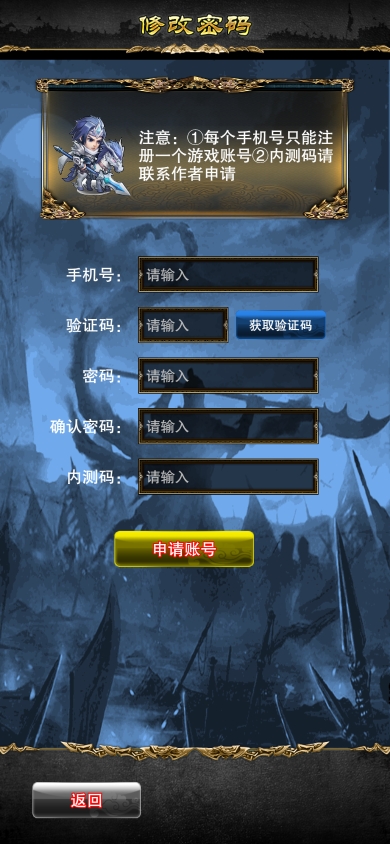 修改密码
注意：①每个手机号只能注
册一个游戏账号②内测码请
联系作者申请
手机号： 请输入
验证码： 请输入 获取验证码
密码： 请输入
确认密码： 请输入
内测码： 请输入
申请账号
返回